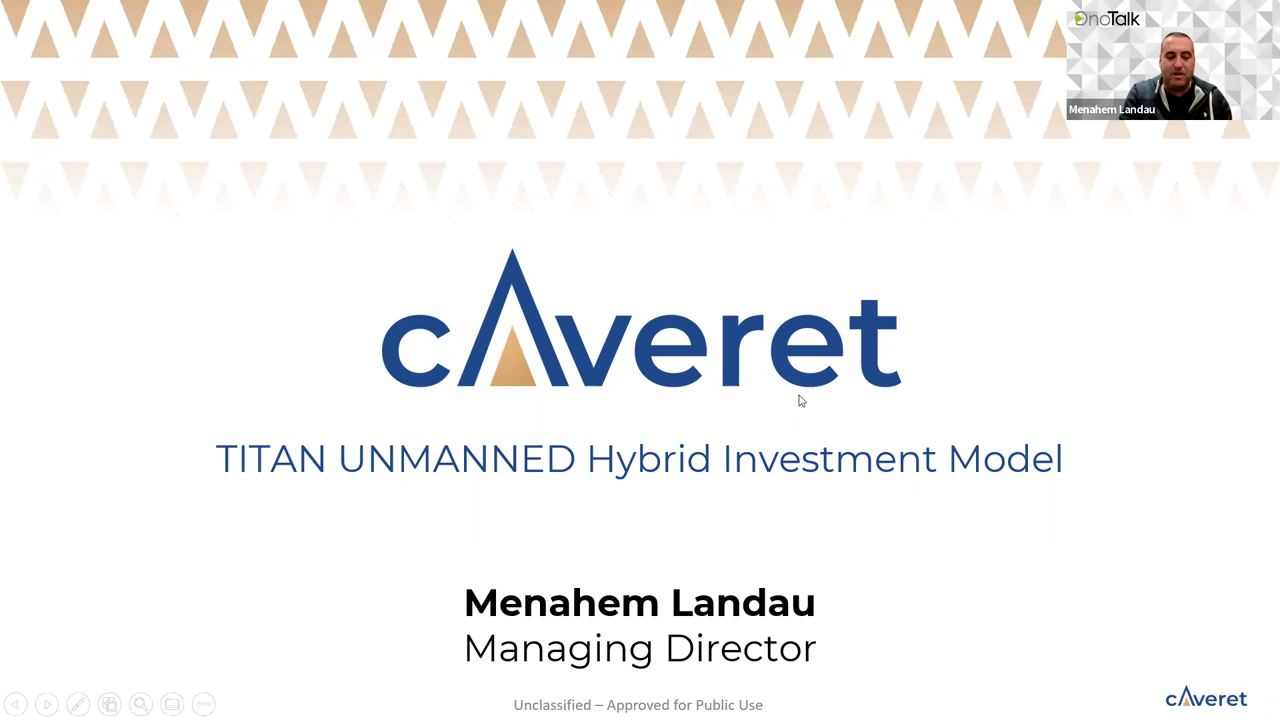 OnoTalk
Menahem Landau
cAveret
TITAN UNMANNED Hybrid Investment Model
Menahem Landau
Managing Director
Unclassified – Approved for Public Use
cAveret